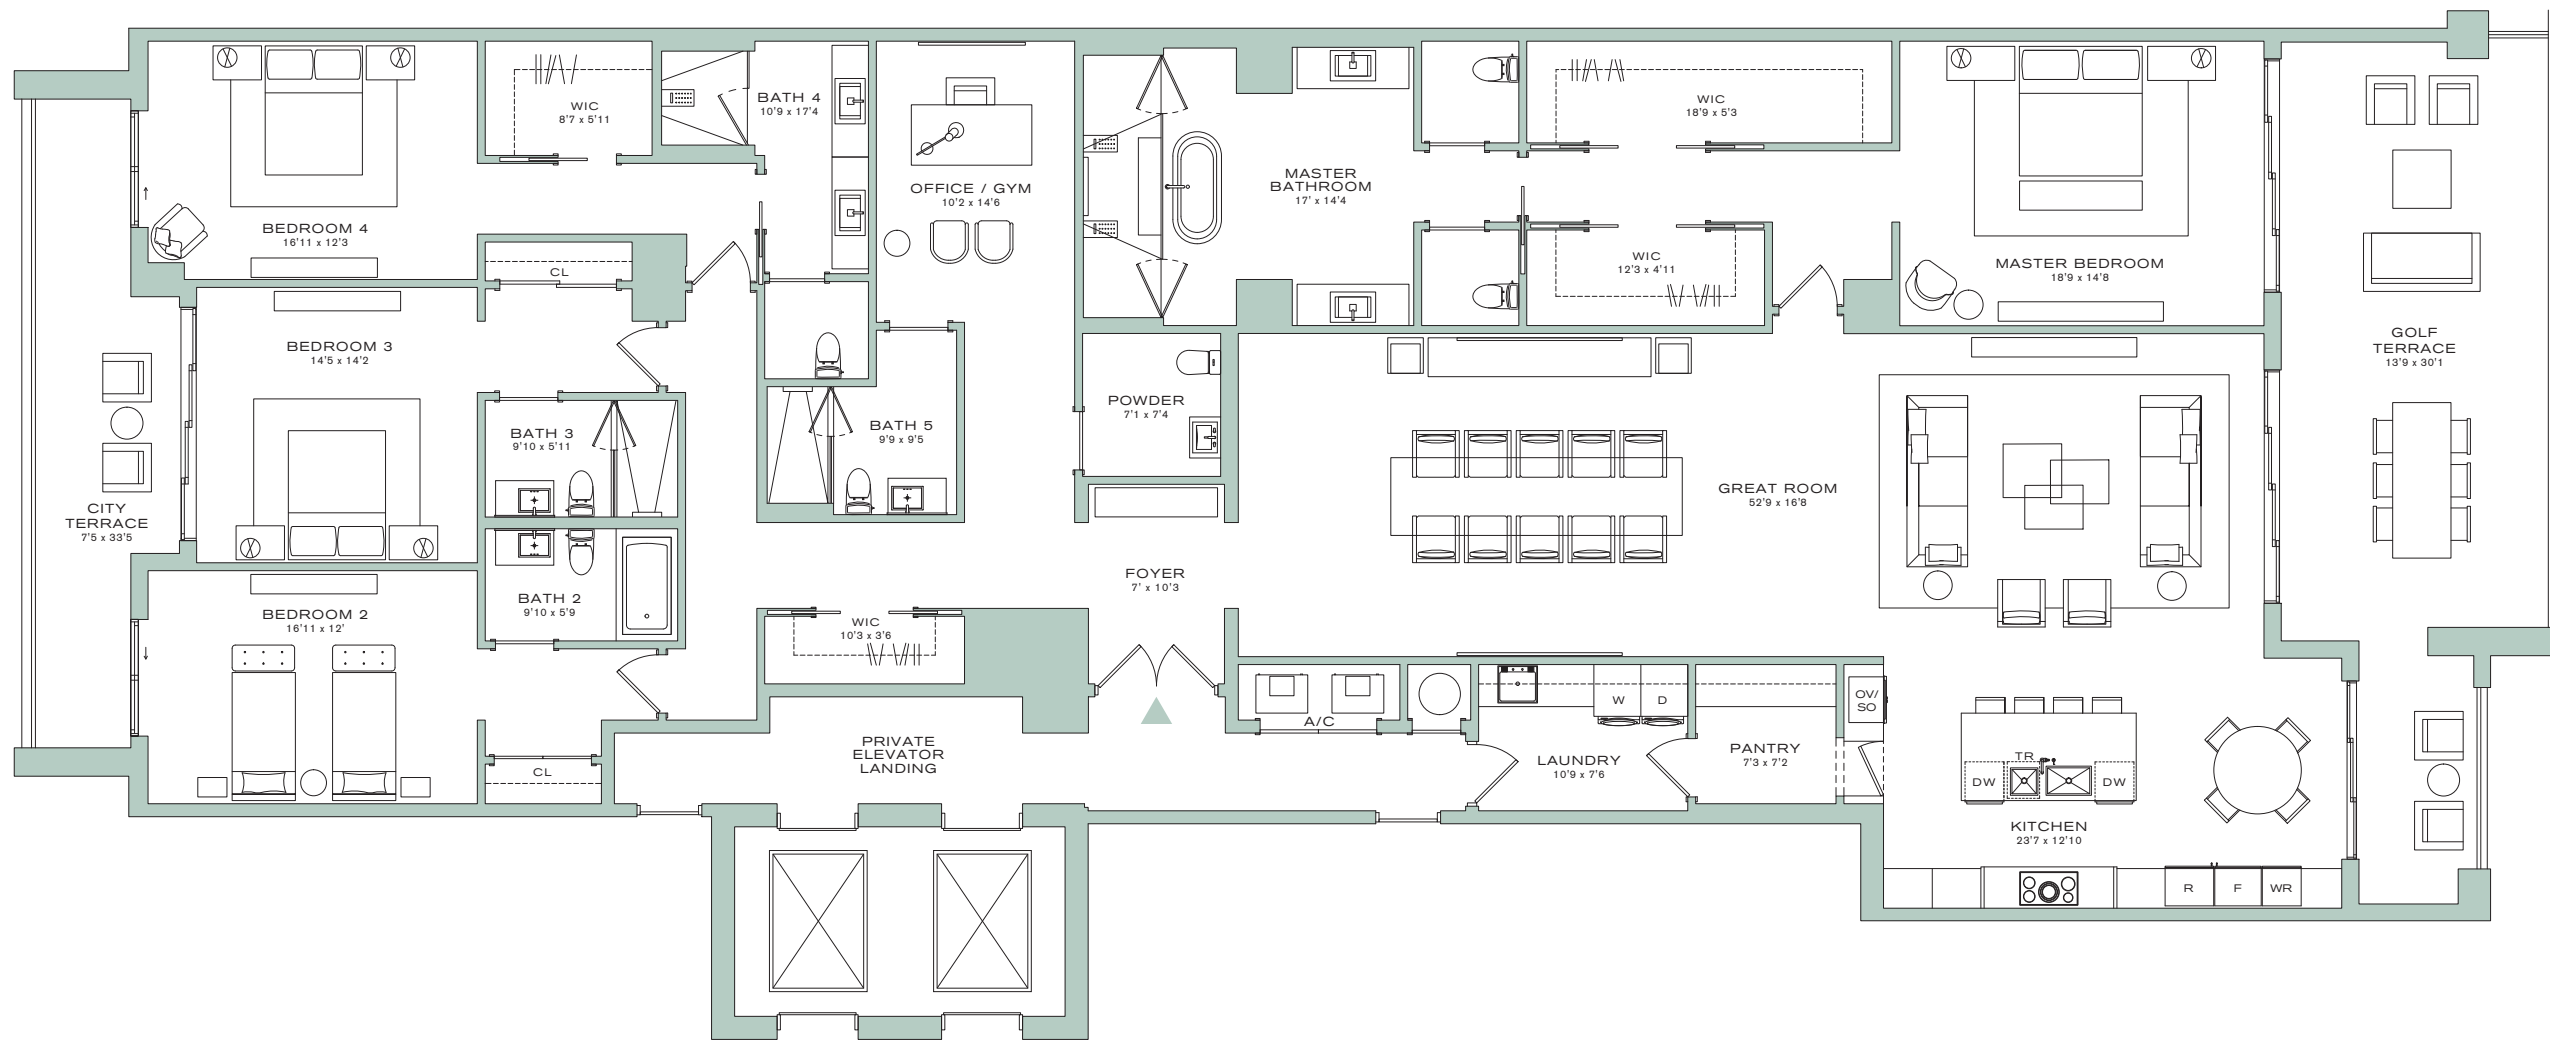 WIC
8'7 x 5'11
BATH 4
10'9 x 17'4
OFFICE / GYM
10'2 x 14'6
MASTER
BATHROOM
17' x 14'4
WIC
18'9 x 5'3
BEDROOM 4
16'11 x 12'3
CL
WIC
12'3 x 4'11
MASTER BEDROOM
18'9 x 14'8
GOLF
TERRACE
13'9 x 30'1
BEDROOM 3
14'5 x 14'2
BATH 3
9'10 x 5'11
BATH 5
9'9 x 9'5
POWDER
7'1 x 7'4
GREAT ROOM
52'9 x 16'8
CITY
TERRACE
7'5 x 33'5
BATH 2
9'10 x 5'9
FOYER
7' x 10'3
BEDROOM 2
16'11 x 12'
WIC
10'3 x 3'6
CL
PRIVATE
ELEVATOR
LANDING
A/C
W
D
LAUNDRY
10'9 x 7'6
PANTRY
7'3 x 7'2
OV/
SO
TR
DW
DW
KITCHEN
23'7 x 12'10
R
F
WR